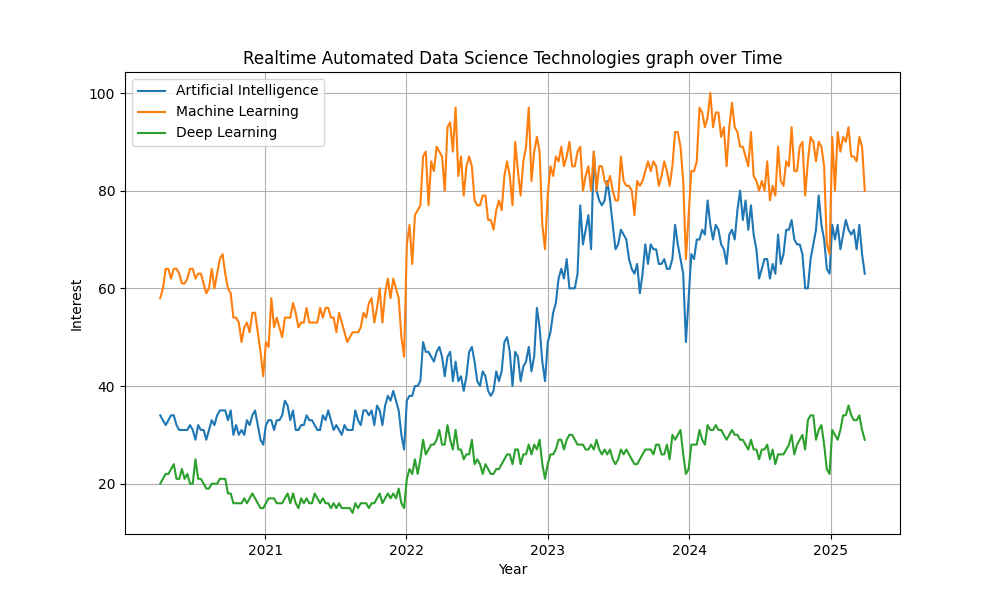 Realtime Automated Data Science Technologies graph over Time
Artificial Intelligence
Machine Learning
Deep Learning
100
80
60
40
20
Interest
2021 2022 2023 2024 2025
Year